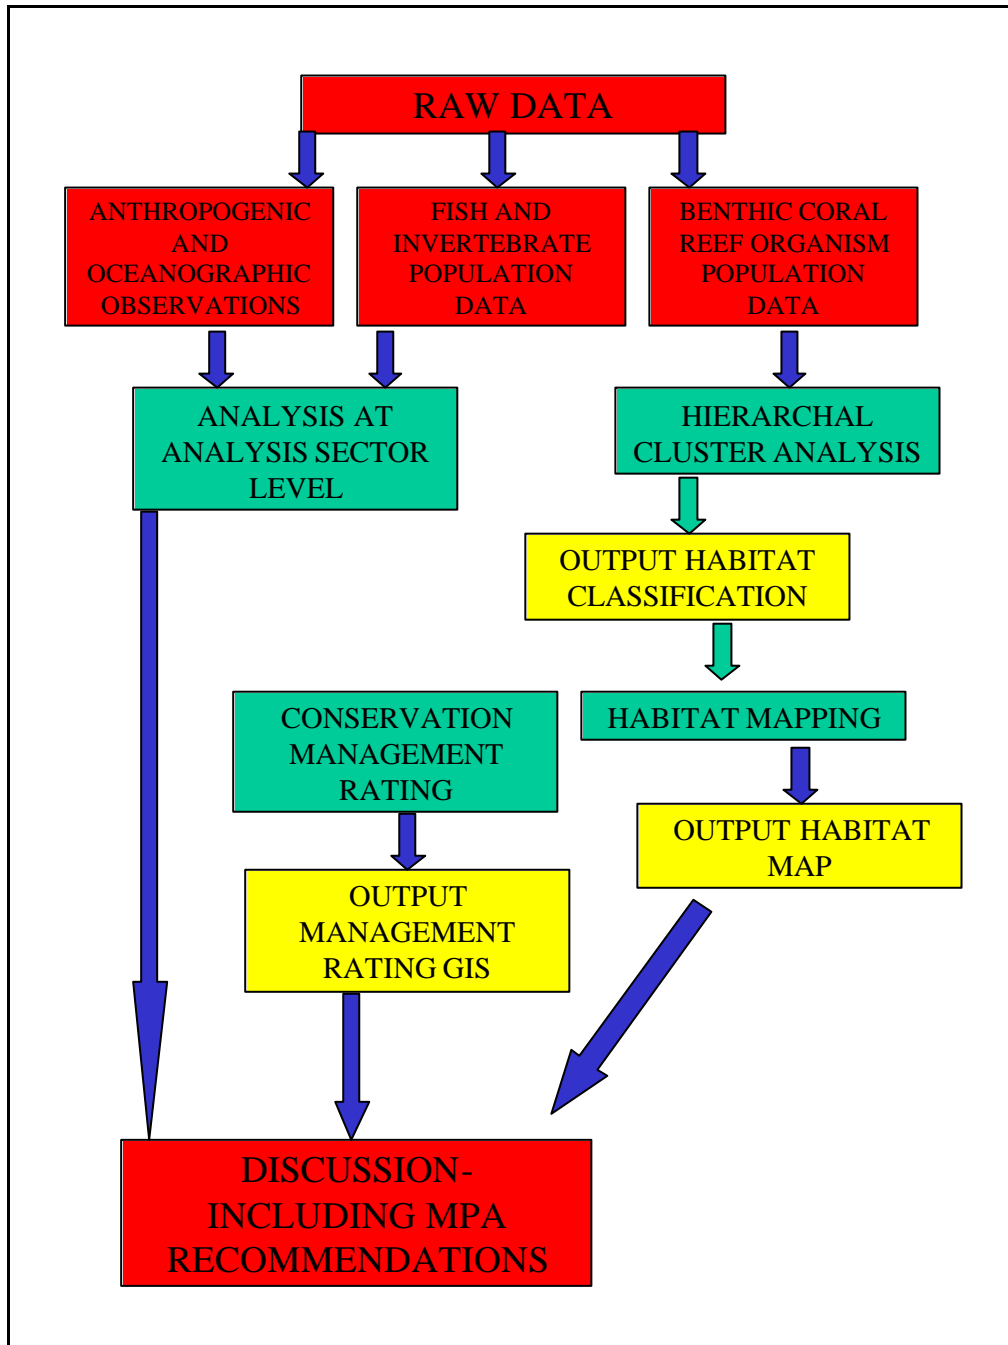 RAW DATA
ANTHROPOGENIC
AND
OCEANOGRAPHIC
OBSERVATIONS
FISH AND
INVERTEBRATE
POPULATION
DATA
BENTHIC CORAL
REEF ORGANISM
POPULATION
DATA
ANALYSIS AT
ANALYSIS SECTOR
LEVEL
HIERARCHAL
CLUSTER ANALYSIS
OUTPUT HABITAT
CLASSIFICATION
CONSERVATION
MANAGEMENT
RATING
HABITAT MAPPING
OUTPUT HABITAT
MAP
OUTPUT
MANAGEMENT
RATING GIS
DISCUSSION-
INCLUDING MPA
RECOMMENDATIONS